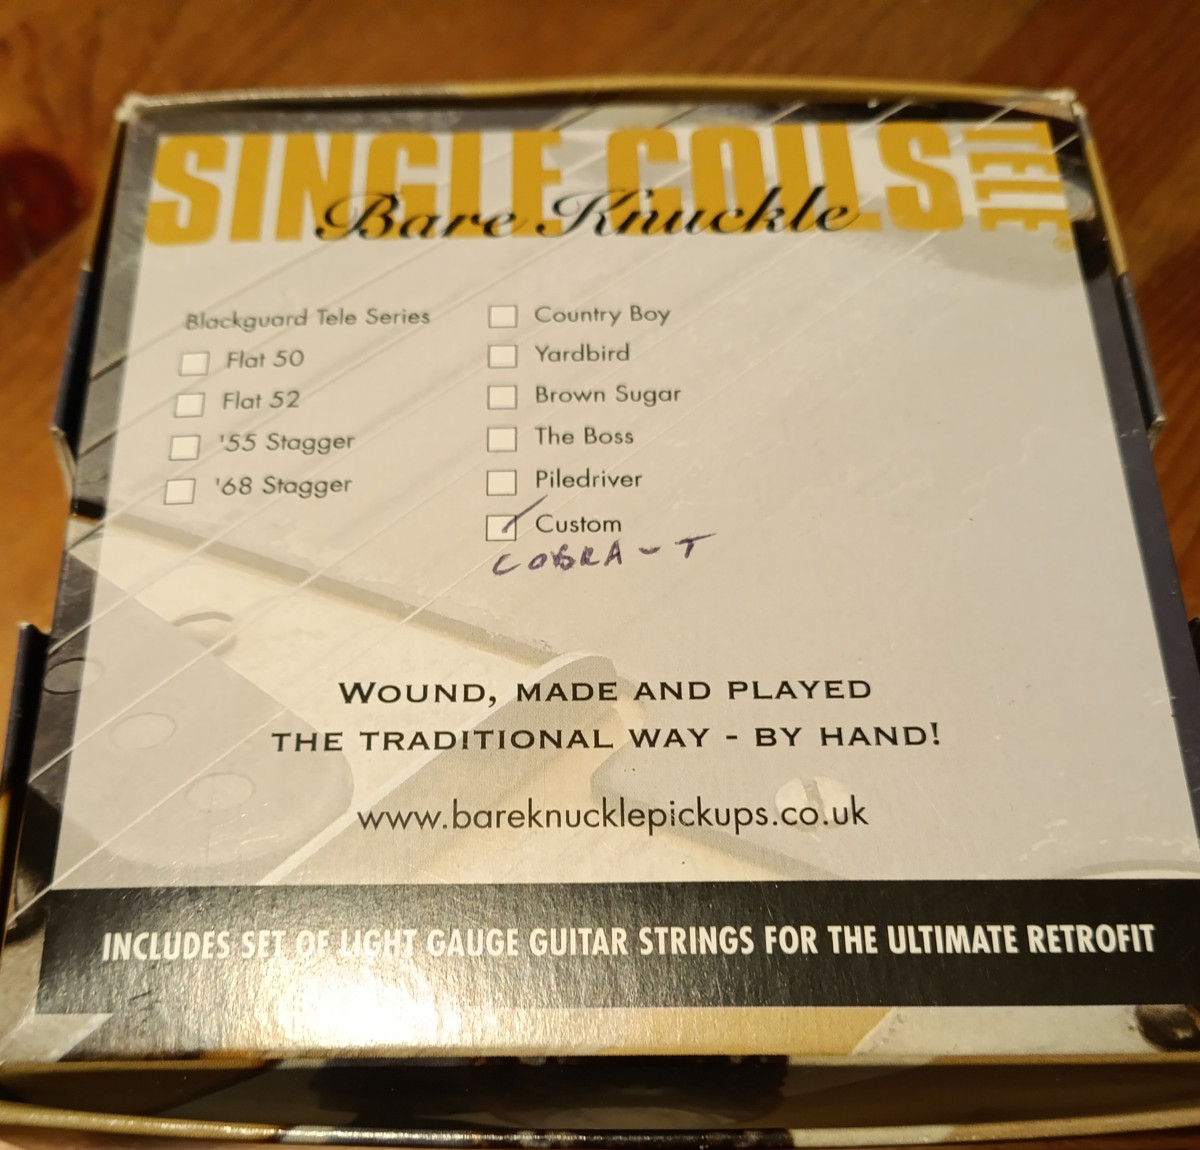 SINGLE COILS TELE®
Bare Knuckle
Blackguard Tele Series
Flat 50
Flat 52
'55 Stagger
'68 Stagger
Country Boy
Yardbird
Brown Sugar
The Boss
Piledriver
Custom
COBRA - T
WOUND, MADE AND PLAYED
THE TRADITIONAL WAY - BY HAND!
www.bareknucklepickups.co.uk
INCLUDES SET OF LIGHT GAUGE GUITAR STRINGS FOR THE ULTIMATE RETROFIT